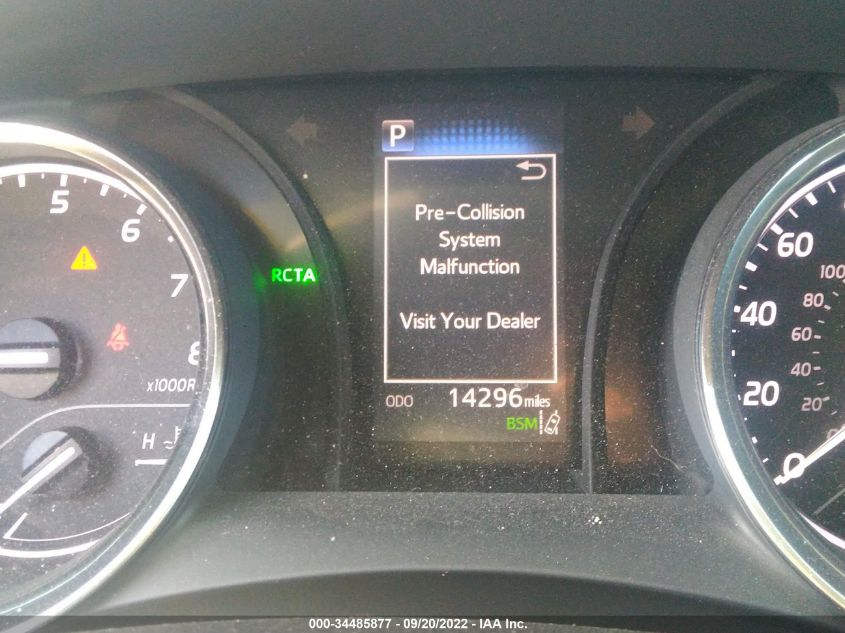 P
Pre-Collision
System
Malfunction
Visit Your Dealer
ODO 14296 miles
BSM
RCTA
5
6
7
8
x1000R
H
60
40
20
0
100
80
60
40
20
0
000-34485877 - 09/20/2022 - IAA Inc.